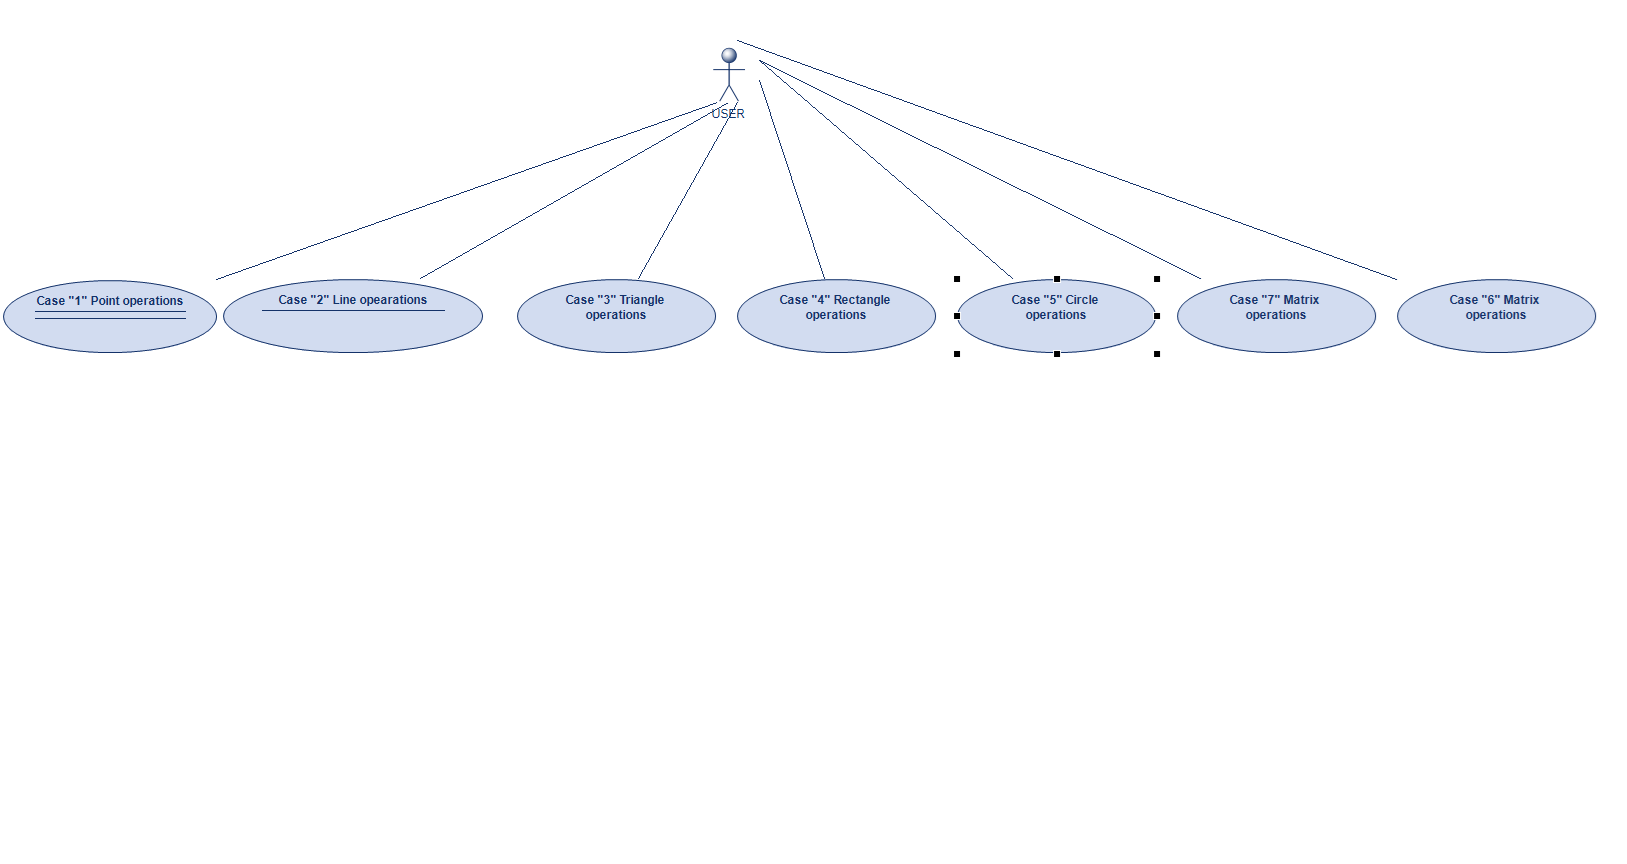 USER
Case "1" Point operations
Case "2" Line opearations
Case "3" Triangle
operations
Case "4" Rectangle
operations
Case "5" Circle
operations
Case "7" Matrix
operations
Case "6" Matrix
operations